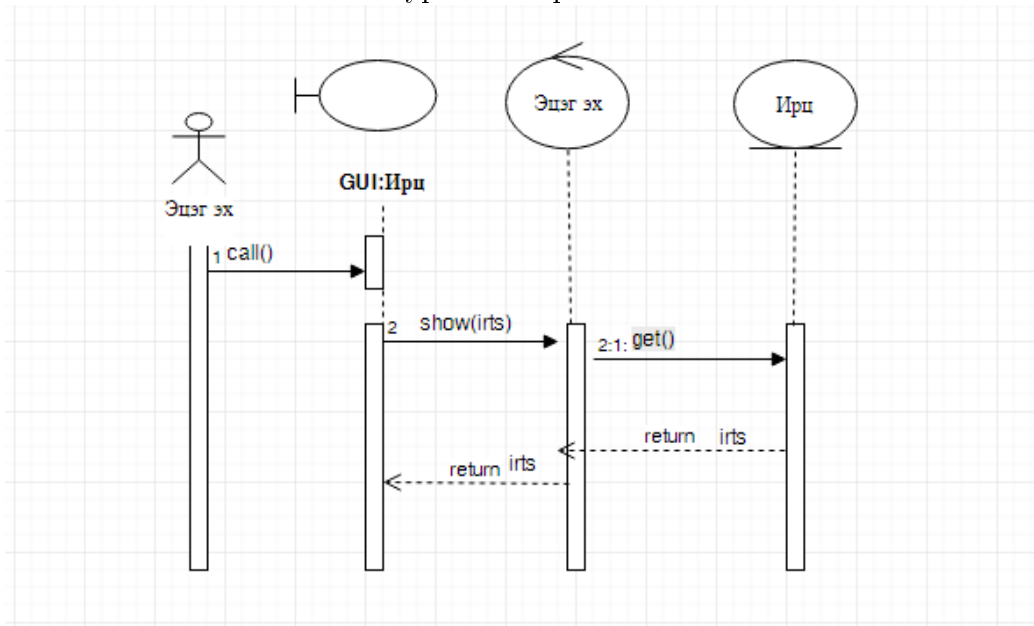 Эцэг эх
Ирц
GUI:Ирц
Эцэг эх
1 call()
2 show(irts)
2:1: get()
return irts
return irts